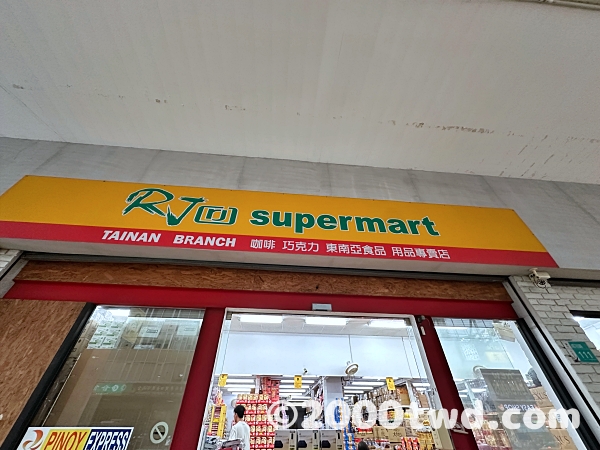 RJ supermart
TAINAN BRANCH 咖啡 巧克力 東南亞食品 用品專賣店
PINOY EXPRESS
©2000twd.com